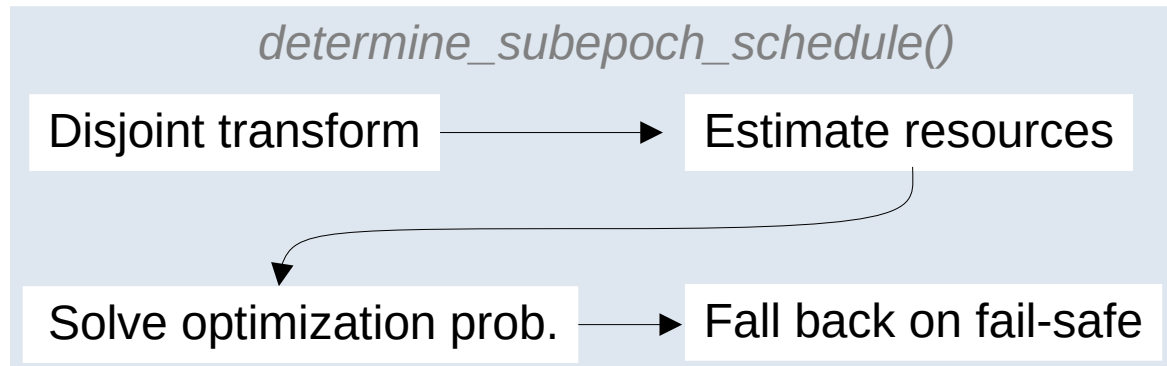 determine_subepoch_schedule()
Disjoint transform
Estimate resources
Solve optimization prob.
Fall back on fail-safe